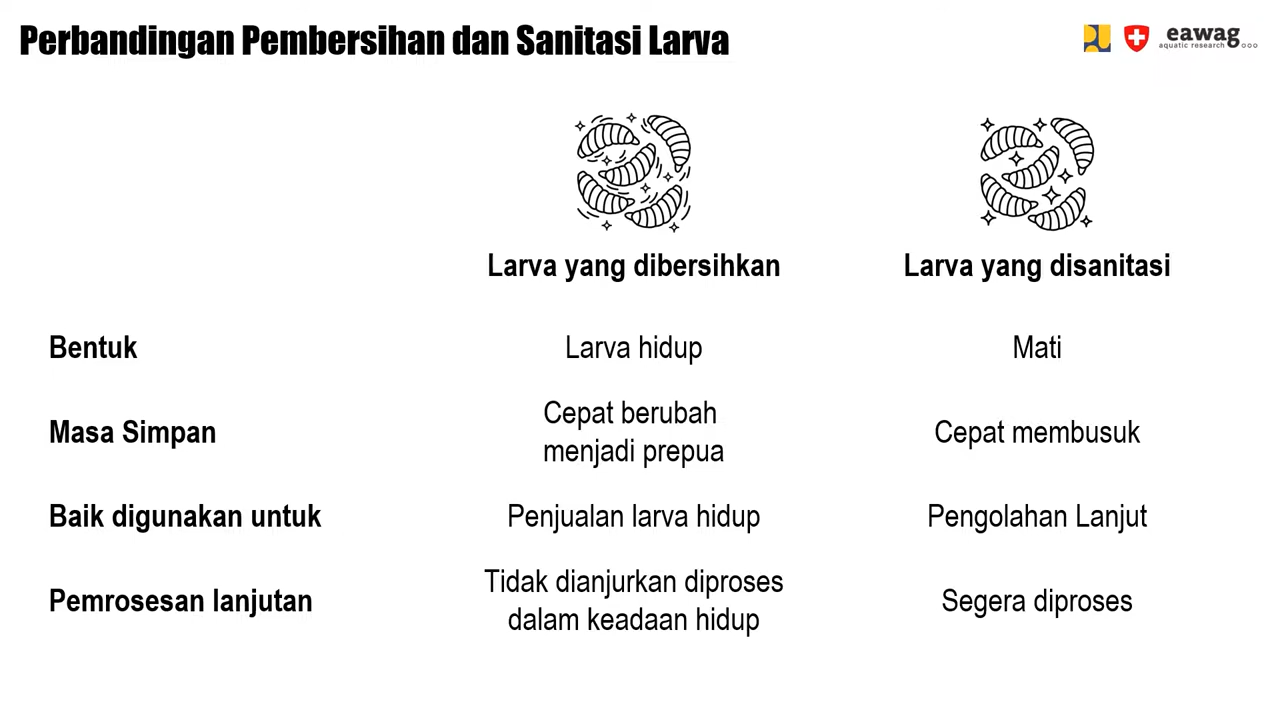 Perbandingan Pembersihan dan Sanitasi Larva
eawag
aquatic research ooo
Larva yang dibersihkan
Larva yang disanitasi
Bentuk
Larva hidup
Mati
Masa Simpan
Cepat berubah
menjadi prepua
Cepat membusuk
Baik digunakan untuk
Penjualan larva hidup
Pengolahan Lanjut
Pemrosesan lanjutan
Tidak dianjurkan diproses
dalam keadaan hidup
Segera diproses